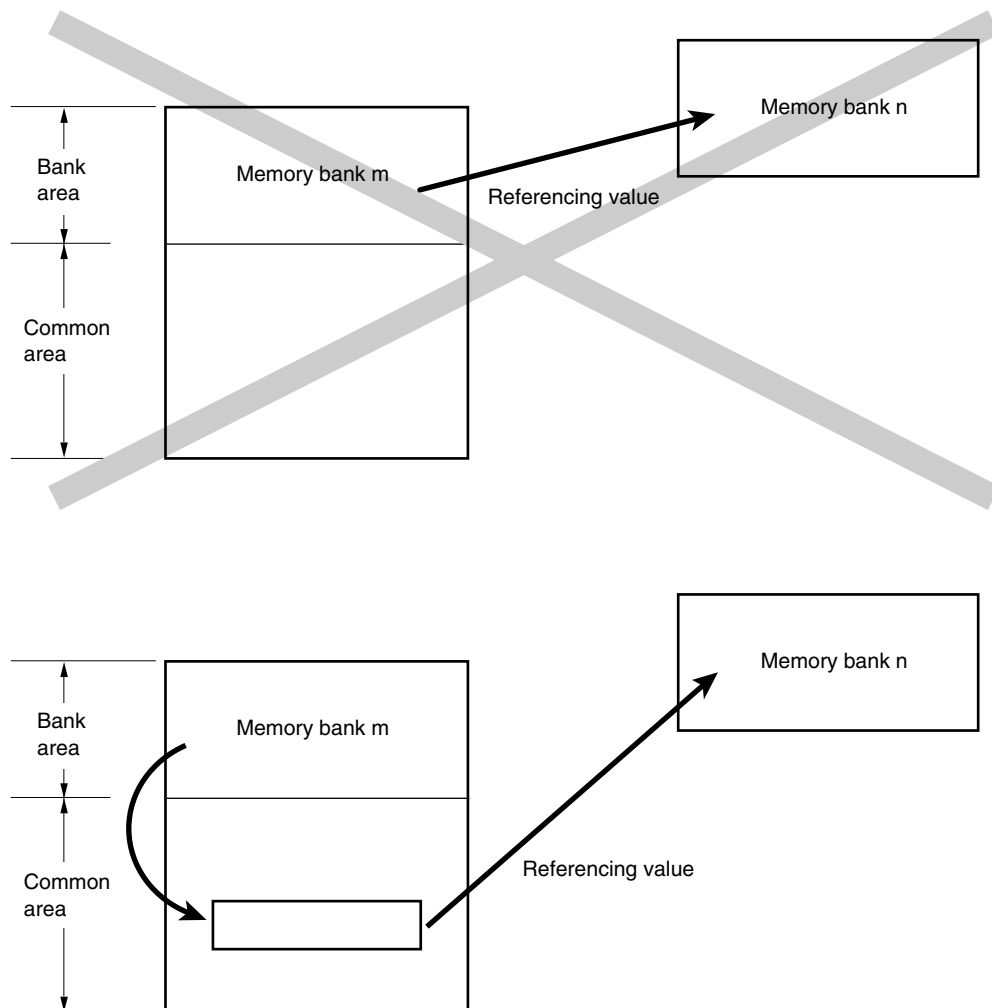 Memory bank n
Bank
area
Memory bank m
Referencing value
Common
area
Memory bank n
Bank
area
Memory bank m
Referencing value
Common
area